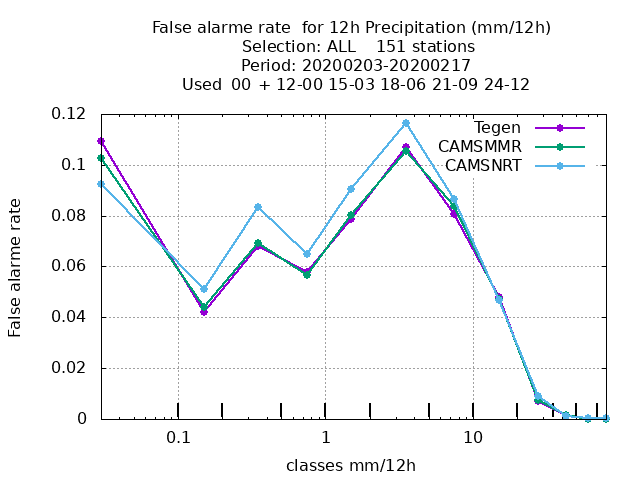 False alarme rate  for 12h Precipitation (mm/12h)
Selection: ALL    151 stations
Period: 20200203-20200217
Used  00 + 12-00 15-03 18-06 21-09 24-12
0.12
0.1
0.08
0.06
0.04
0.02
0
False alarme rate
Tegen
CAMSMMR
CAMSNRT
0.1
1
10
classes mm/12h